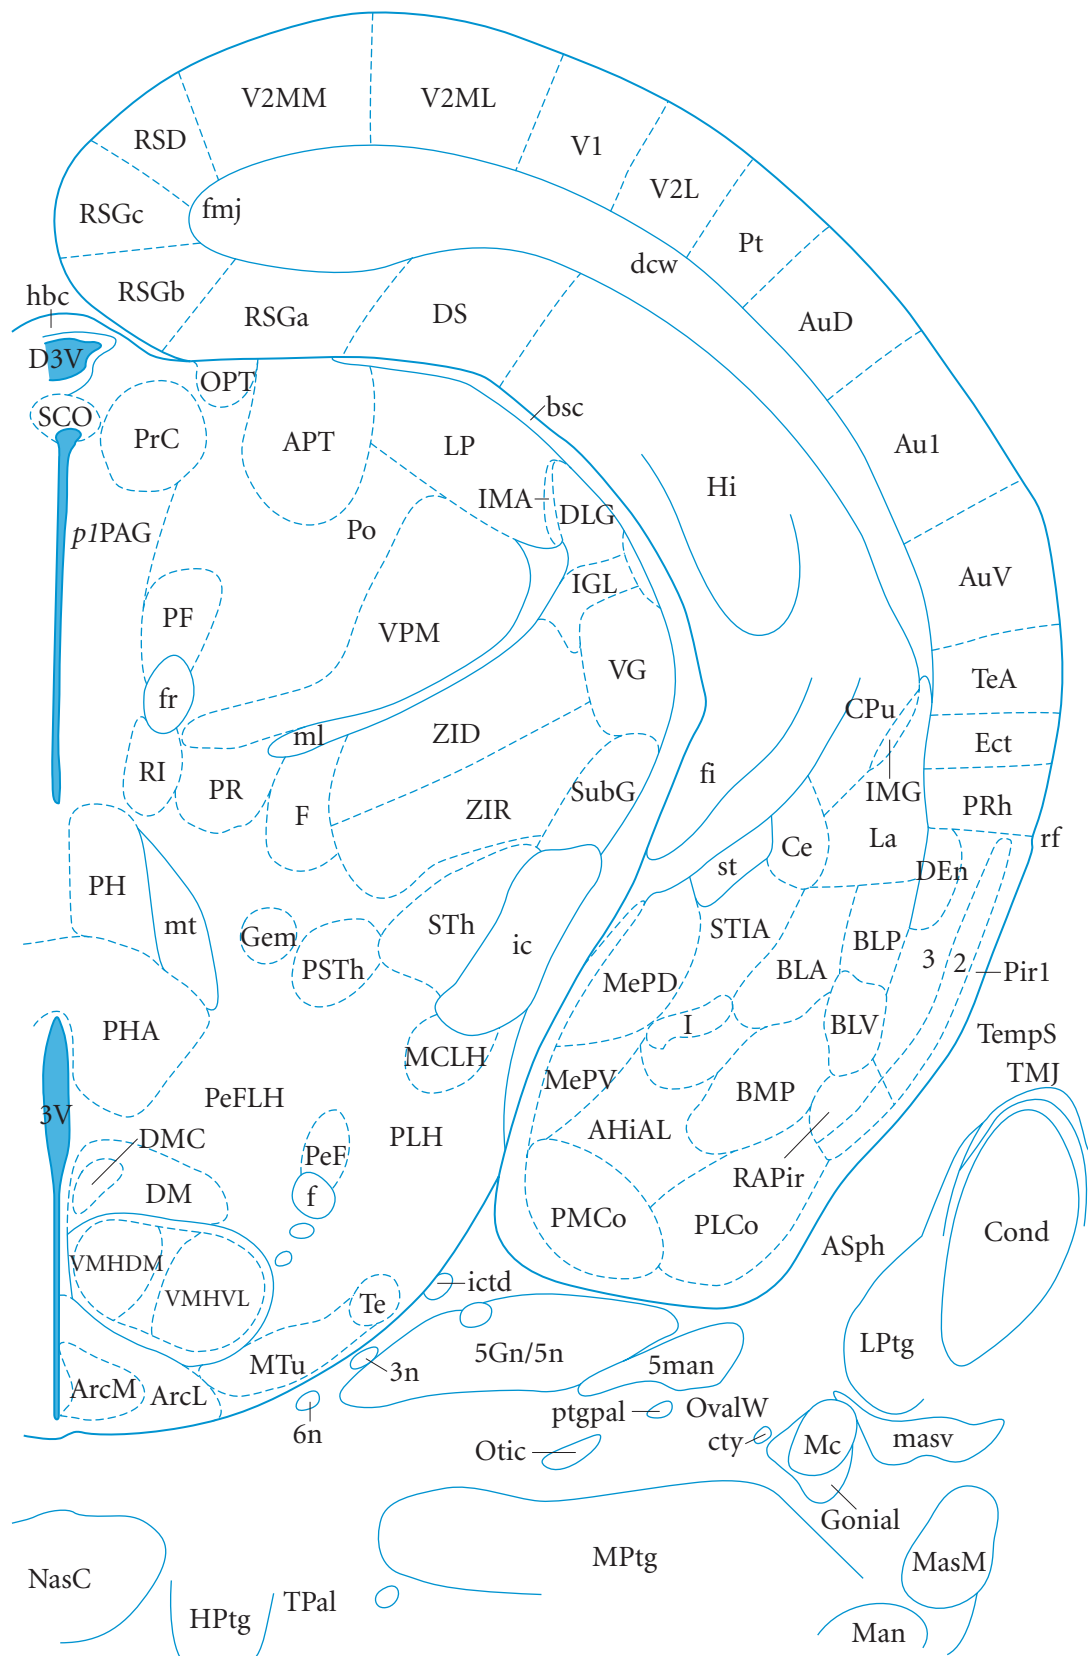 V2MM
V2ML
V1
V2L
Pt
RSD
RSGc
fmj
dcw
AuD
RSGb
RSGa
DS
hbc
D3V
OPT
bsc
SCO
PrC
APT
LP
Au1
IMA
DLG
Hi
p1PAG
Po
IGL
AuV
PF
VPM
VG
TeA
fr
CPu
ml
ZID
Ect
RI
PR
F
ZIR
SubG
fi
IMG
PRh
rf
La
Ce
st
DEn
PH
mt
Gem
PSTh
STh
ic
STIA
BLP
MePD
BLA
3
2
Pir1
PHA
I
BLV
TempS
MCLH
TMJ
MePV
BMP
PeFLH
3V
DMC
PeF
PLH
AHiAL
RAPir
DM
f
PMCo
PLCo
ASph
Cond
VMHDM
VMHVL
Te
ictd
MTu
3n
5Gn/5n
5man
LPtg
ArcM
ArcL
6n
ptgpal
OvalW
cty
Otic
Mc
masv
Gonial
NasC
HPtg
TPal
MPtg
MasM
Man